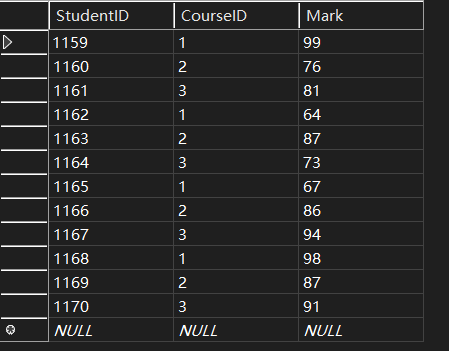 StudentID CourseID Mark
1159 1 99
1160 2 76
1161 3 81
1162 1 64
1163 2 87
1164 3 73
1165 1 67
1166 2 86
1167 3 94
1168 1 98
1169 2 87
1170 3 91
NULL NULL NULL